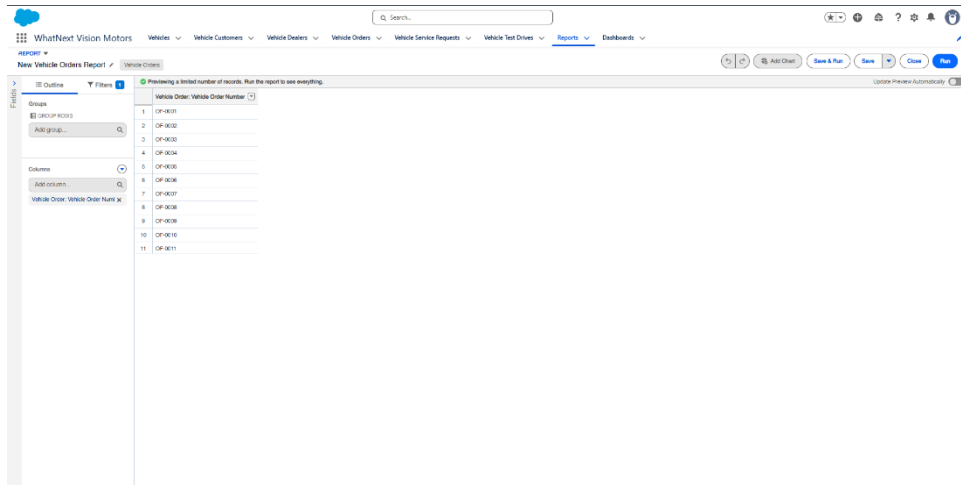 Search...
WhatNext Vision Motors Vehicles Vehicle Customers Vehicle Dealers Vehicle Orders Vehicle Service Requests Vehicle Test Drives Reports Dashboards
REPORT
New Vehicle Orders Report Vehicle Orders
Add Chart Save & Run Save Close Run
Fields
Outline Filters 1
Previewing a limited number of records. Run the report to see everything.
Update Preview Automatically
Groups
GROUP ROWS
Add group...
Columns
Add column...
Vehicle Order: Vehicle Order Numl
Vehicle Order: Vehicle Order Number
1 OF-0001
2 OF-0002
3 OF-0003
4 OF-0004
5 OF-0005
6 OF-0006
7 OF-0007
8 OF-0008
9 OF-0009
10 OF-0010
11 OF-0011